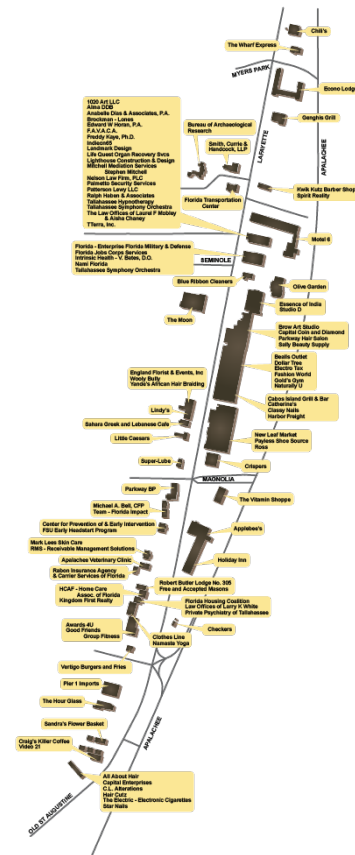 Chili's
The Wharf Express
MYERS PARK
Econo Lodge
LAFAYETTE
APALACHEE
Genghis Grill
1020 Art LLC
Alma DDB
Anabelle Dias & Associates, P.A.
Brockman - Lones
Edward W Horan, P.A.
F.A.V.A.C.A.
Freddy Kaye, Ph.D.
Indieon65
Landmark Design
Life Quest Organ Recovery Svcs
Lighthouse Construction & Design
Mitchell Mediation Services
Stephen Mitchell
Nelson Law Firm, PLC
Palmetto Security Services
Patterson Levy LLC
Ralph Haben & Associates
Tallahassee Hypnotherapy
Tallahassee Symphony Orchestra
The Law Offices of Laurel F Mobley
& Aisha Chaney
TTerra, Inc.
Bureau of Archaeological
Research
Smith, Currie &
Handcock, LLP
Florida Transportation
Center
Kwik Kutz Barber Shop
Spirit Reality
Motel 6
Florida - Enterprise Florida Military & Defense
Florida Jobs Corps Services
Intrinsic Health - V. Bates, D.O.
Nami Florida
Tallahassee Symphony Orchestra
SEMINOLE
Blue Ribbon Cleaners
Olive Garden
The Moon
Essence of India
Studio D
Brow Art Studio
Capital Coin and Diamond
Parkway Hair Salon
Sally Beauty Supply
Bealls Outlet
Dollar Tree
Electro Tax
Fashion World
Gold's Gym
Naturally U
England Florist & Events, Inc
Wooly Bully
Yende's African Hair Braiding
Cabos Island Grill & Bar
Catherine's
Classy Nails
Harbor Freight
Lindy's
Sahara Greek and Lebanese Cafe
Little Caesars
New Leaf Market
Payless Shoe Source
Ross
Super-Lube
Crispers
MAGNOLIA
Parkway BP
The Vitamin Shoppe
Michael A. Bell, CFP
Team - Florida Impact
Center for Prevention of & Early Intervention
FSU Early Headstart Program
Applebee's
Mark Lees Skin Care
RMS - Receivable Management Solutions
Apalachee Veterinary Clinic
Holiday Inn
Rabon Insurance Agency
& Carrier Services of Florida
Robert Butler Lodge No. 305
Free and Accepted Masons
HCAF - Home Care
Assoc. of Florida
Kingdom First Realty
Florida Housing Coalition
Law Offices of Larry K White
Private Psychiatry of Tallahassee
Awards 4U
Good Friends
Group Fitness
Checkers
Clothes Line
Namaste Yoga
Vertigo Burgers and Fries
Pier 1 Imports
The Hour Glass
Sandra's Flower Basket
APALACHEE
Craig's Killer Coffee
Video 21
All About Hair
Capital Enterprises
C.L. Alterations
Hair Cutz
The Electric - Electronic Cigarettes
Star Nails
OLD ST AUGUSTINE